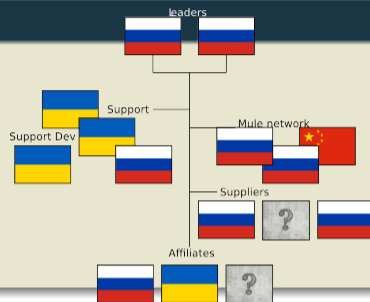 leaders
Support
Mule network
Support Dev
Suppliers
?
Affiliates
?